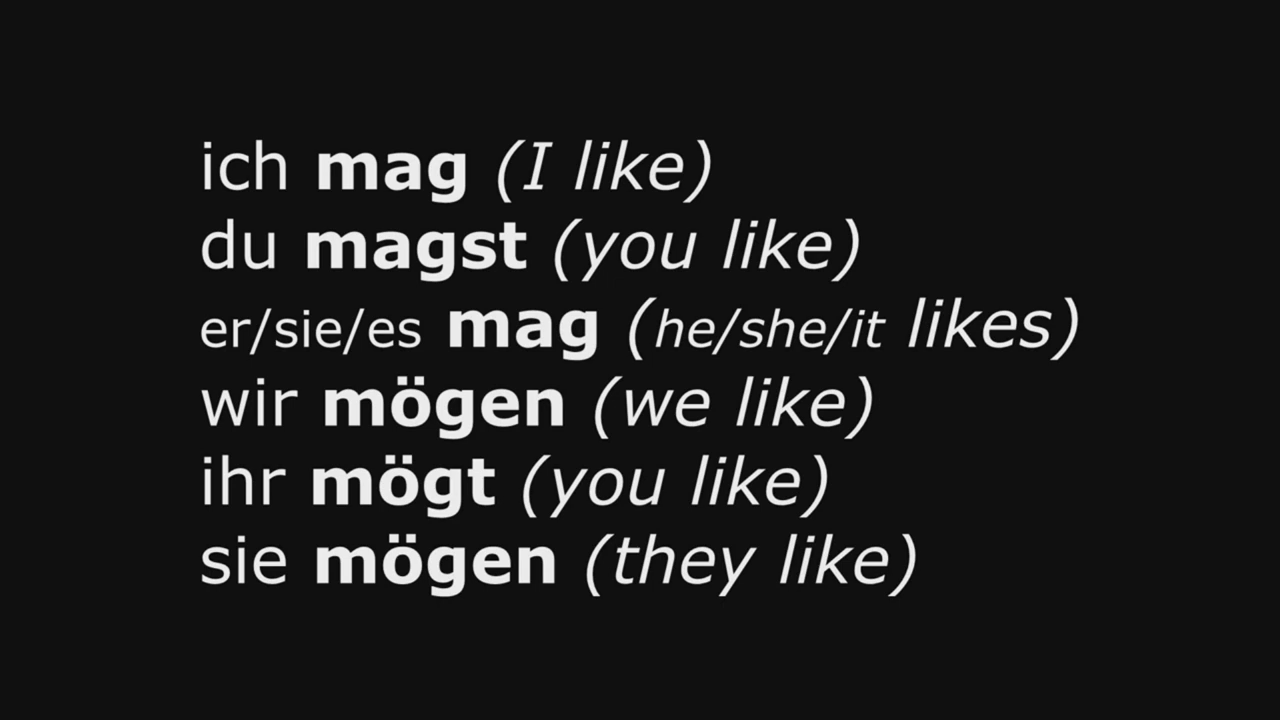 ich mag (I like)
du magst (you like)
er/sie/es mag (he/she/it likes)
wir mögen (we like)
ihr mögt (you like)
sie mögen (they like)